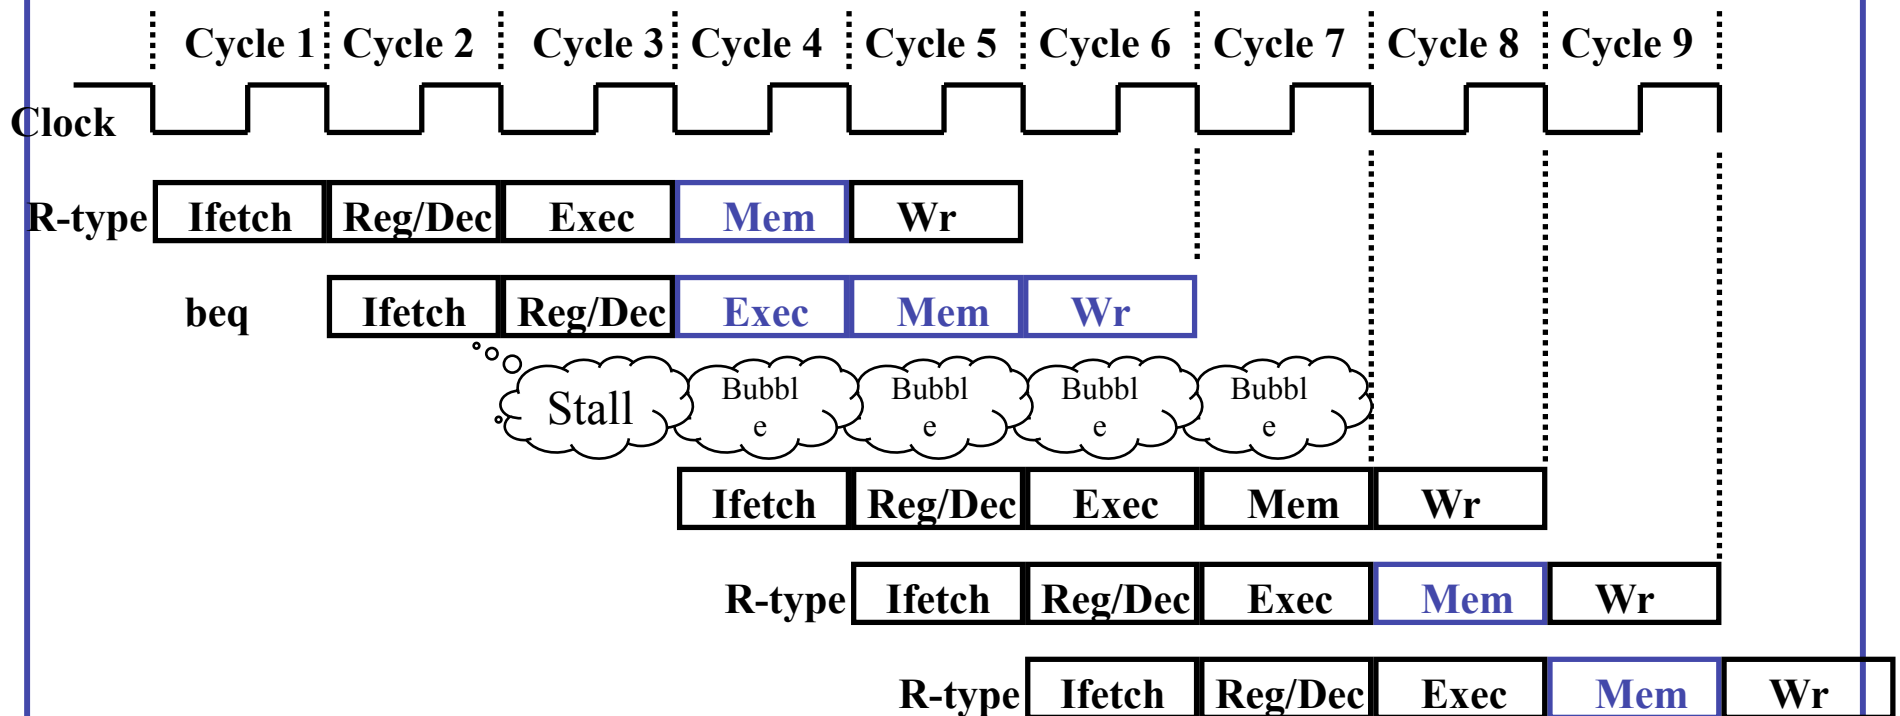 Cycle 1 Cycle 2 Cycle 3 Cycle 4 Cycle 5 Cycle 6 Cycle 7 Cycle 8 Cycle 9
Clock
R-type Ifetch Reg/Dec Exec Mem Wr
beq Ifetch Reg/Dec Exec Mem Wr
Stall Bubbl Bubbl Bubbl Bubbl
e e e e
Ifetch Reg/Dec Exec Mem Wr
R-type Ifetch Reg/Dec Exec Mem Wr
R-type Ifetch Reg/Dec Exec Mem Wr